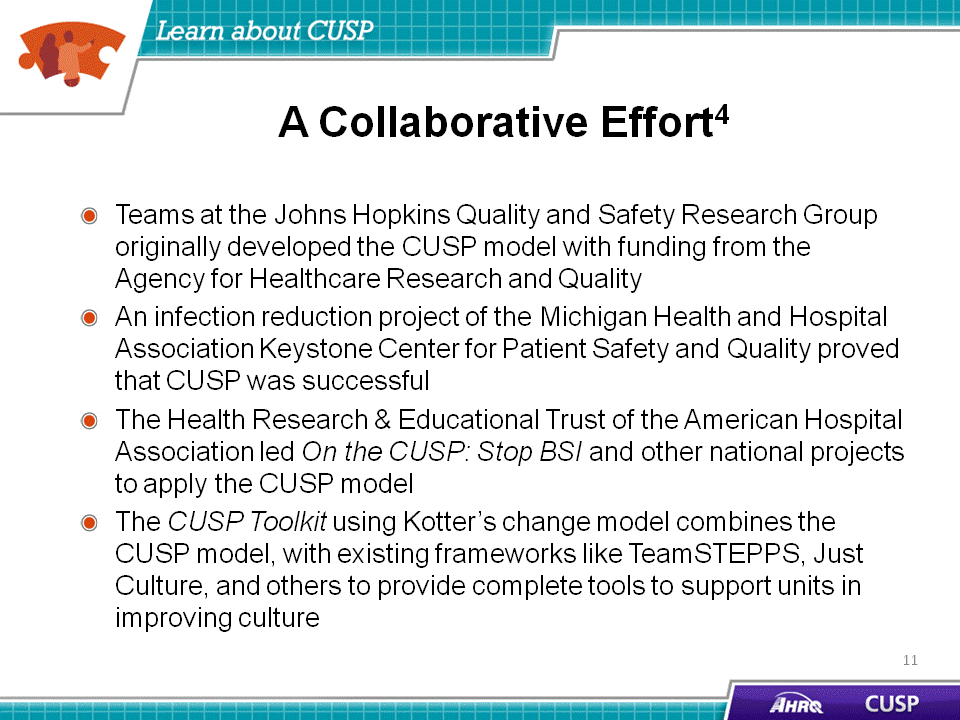 Learn about CUSP
A Collaborative Effort⁴
Teams at the Johns Hopkins Quality and Safety Research Group
originally developed the CUSP model with funding from the
Agency for Healthcare Research and Quality
An infection reduction project of the Michigan Health and Hospital
Association Keystone Center for Patient Safety and Quality proved
that CUSP was successful
The Health Research & Educational Trust of the American Hospital
Association led On the CUSP: Stop BSI and other national projects
to apply the CUSP model
The CUSP Toolkit using Kotter’s change model combines the
CUSP model, with existing frameworks like TeamSTEPPS, Just
Culture, and others to provide complete tools to support units in
improving culture
11
AHRQ CUSP